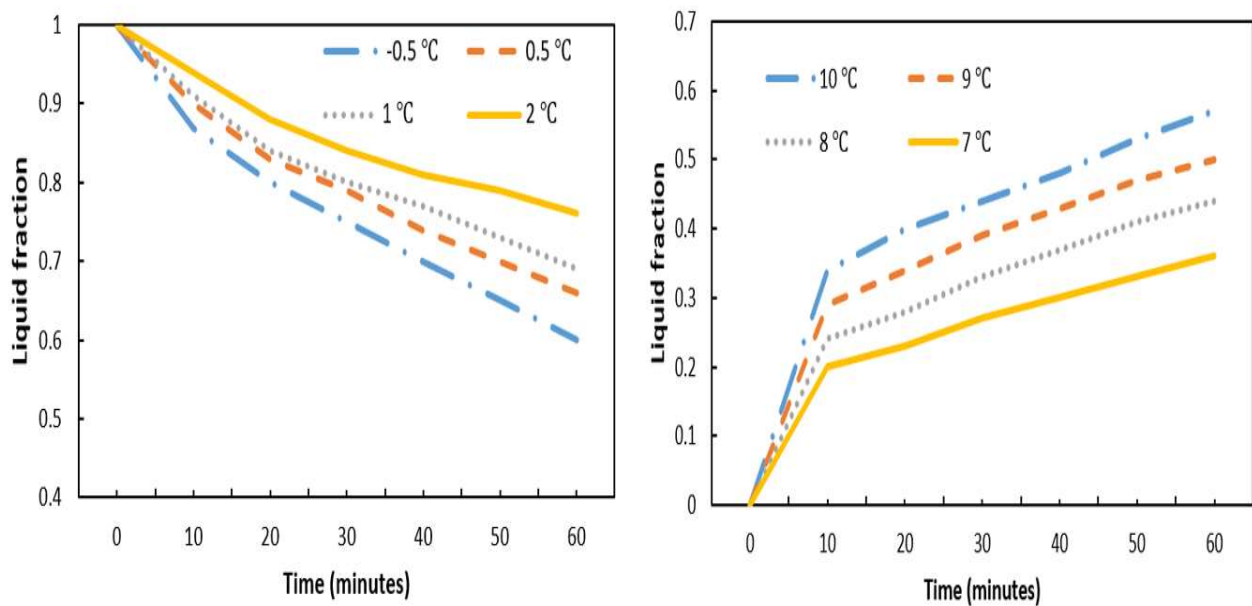 1
0.9
0.8
0.7
0.6
0.5
0.4
Liquid fraction
-0.5 °C 0.5 °C
1 °C 2 °C
0 10 20 30 40 50 60
Time (minutes)
0.7
0.6
0.5
0.4
0.3
0.2
0.1
0
Liquid fraction
10 °C 9 °C
8 °C 7 °C
0 10 20 30 40 50 60
Time (minutes)